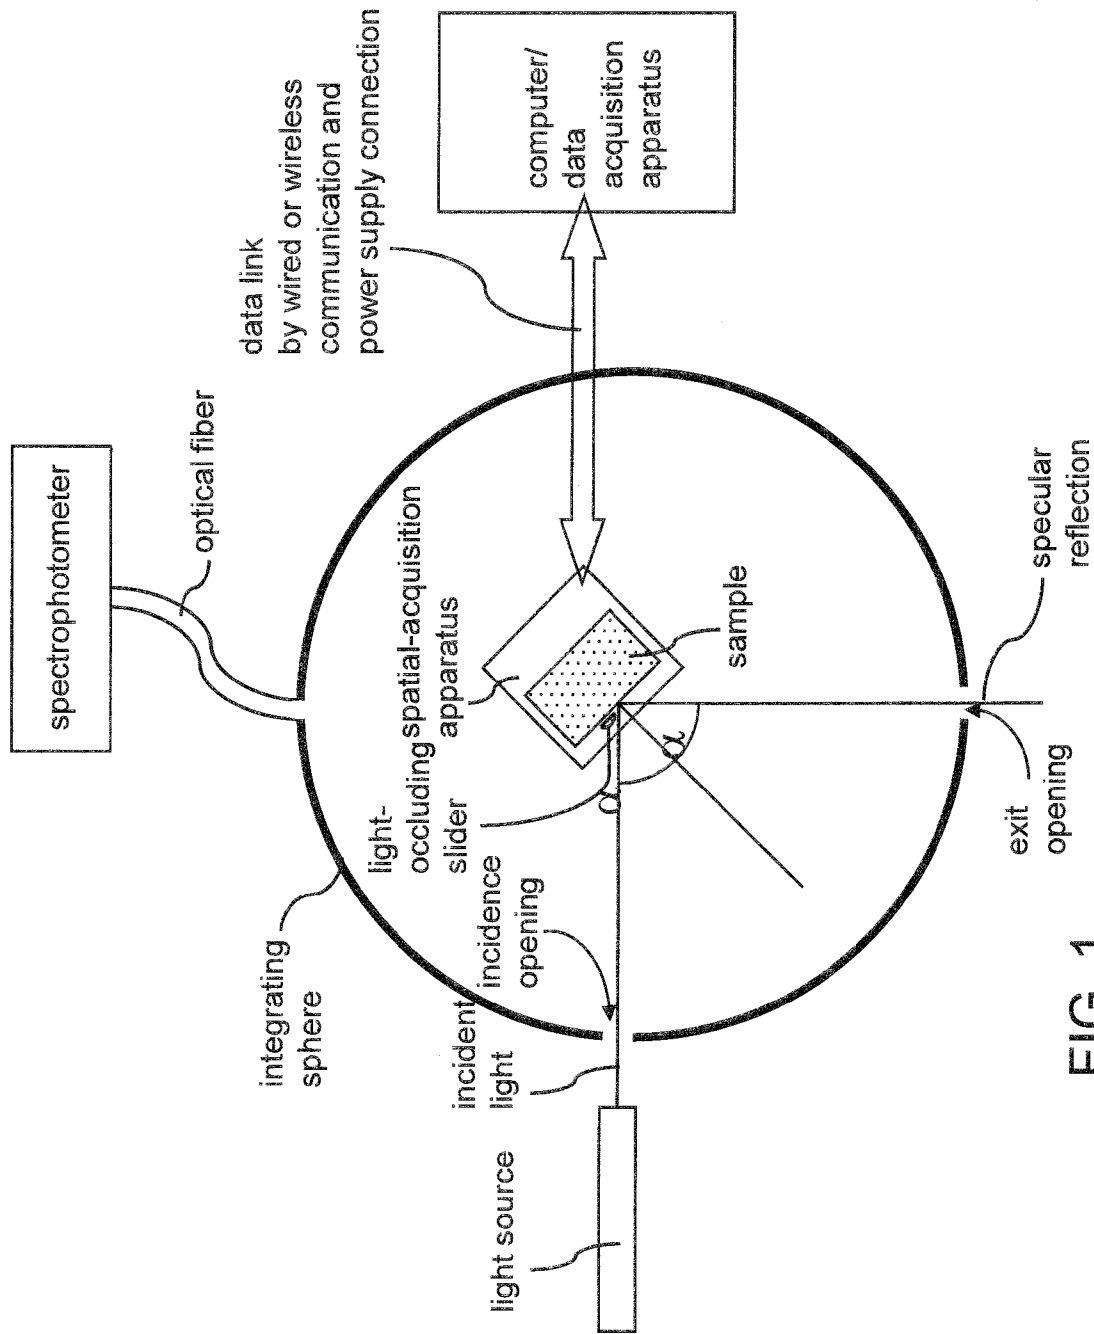 spectrophotometer
optical fiber
data link
by wired or wireless
communication and
power supply connection
integrating
sphere
light-
occluding
slider
spatial-acquisition
apparatus
computer/
data
acquisition
apparatus
incident
light
incidence
opening
light source
α
α
sample
exit
opening
specular
reflection
FIG. 1